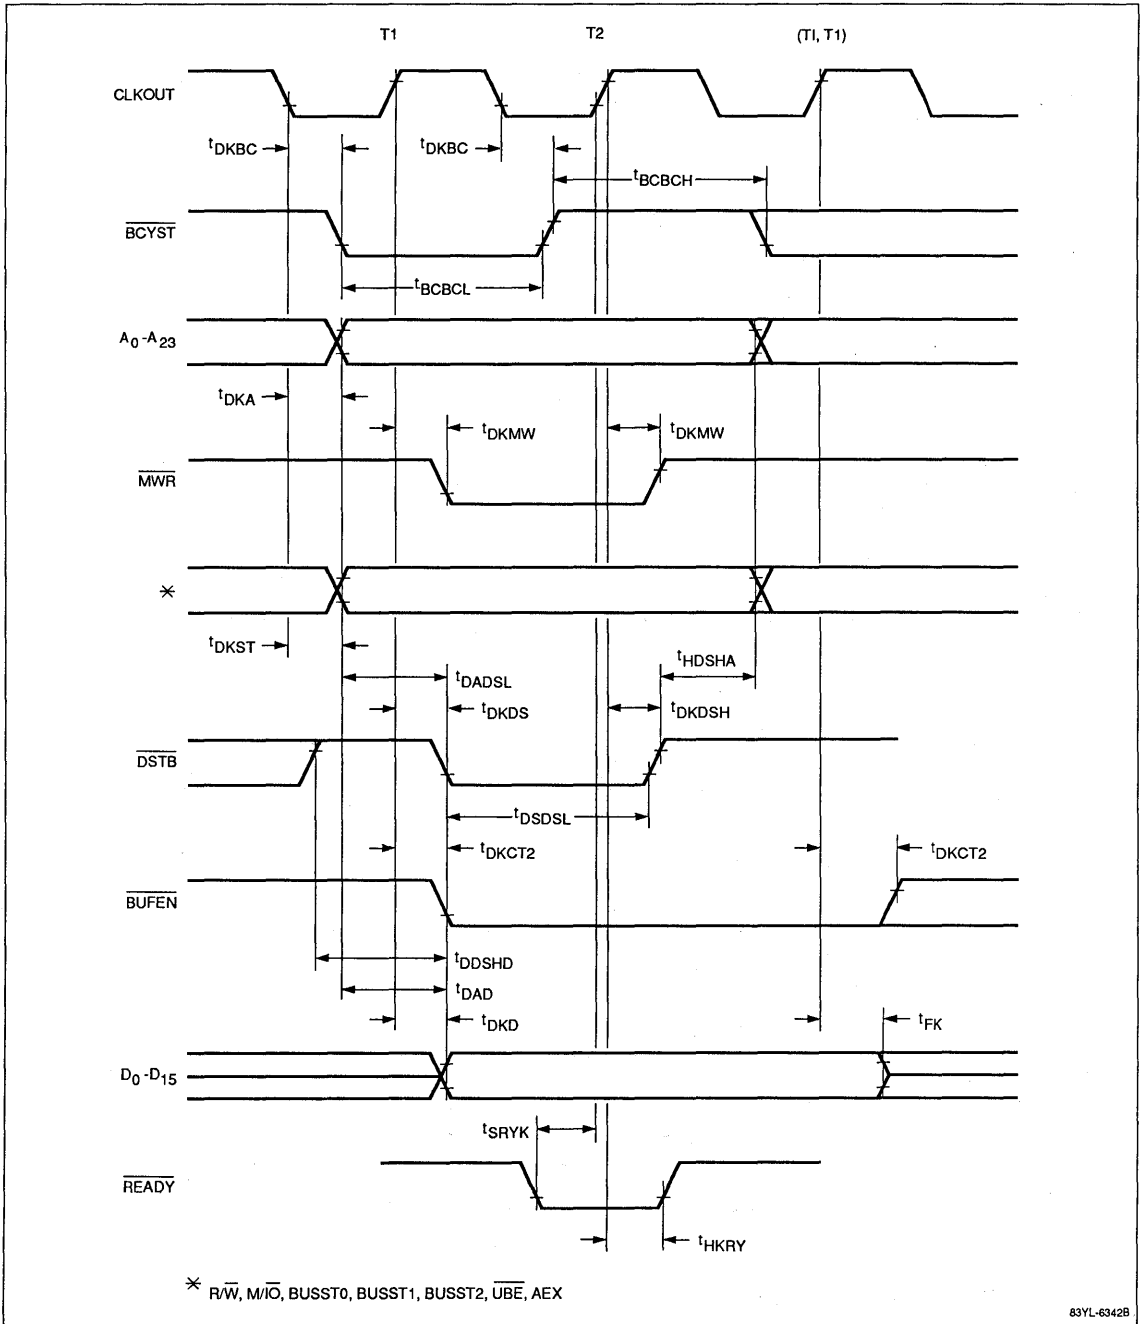 T1 T2 (TI, T1)
CLKOUT
tDKBC tDKBC
tBCBCH
BCYST
tBCBCL
A0-A23
tDKA
tDKMW tDKMW
MWR
*
tDKST
tHDSHA
tDADSL
tDKDS tDKDSH
DSTB
tDSDSL
tDKCT2 tDKCT2
BUFEN
tDDSHD
tDAD
tDKD tFK
D0-D15
tSRYK
READY
tHKRY
* R/W, M/IO, BUSST0, BUSST1, BUSST2, UBE, AEX
83YL-6342B